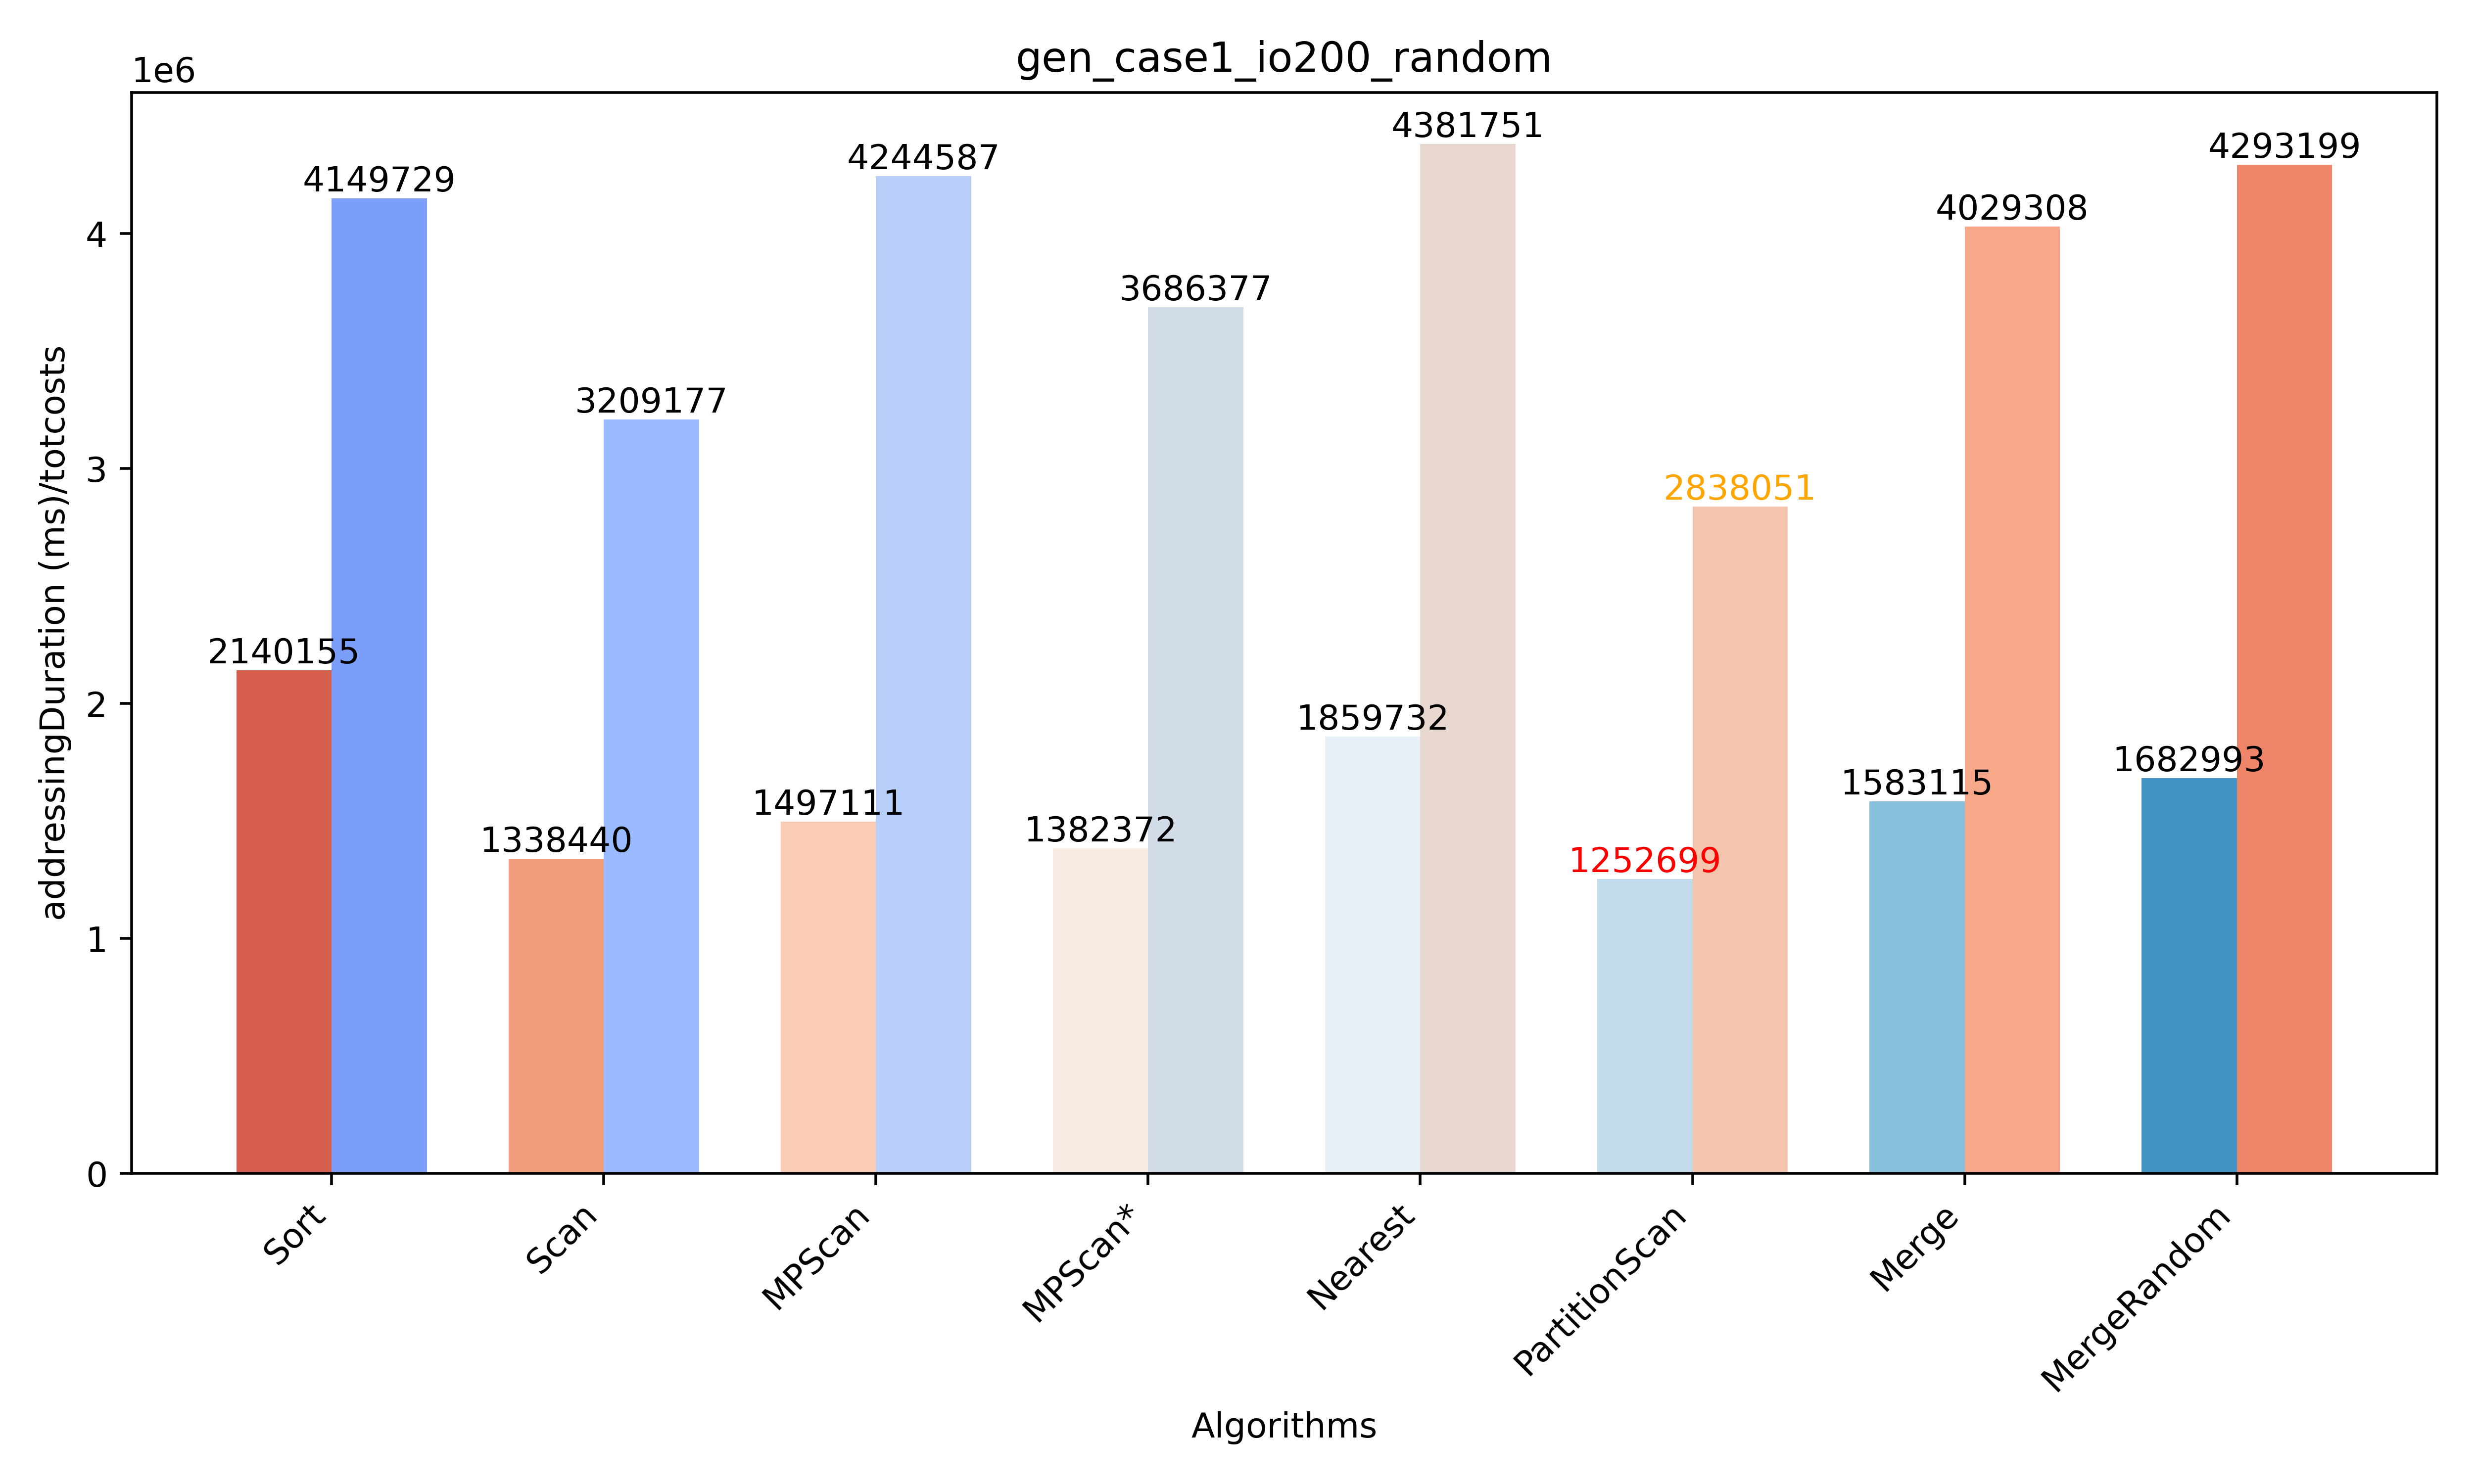 gen_case1_io200_random
1e6
addressingDuration (ms)/totcosts
4
3
2
1
0
2140155
4149729
1338440
3209177
1497111
4244587
1382372
3686377
1859732
4381751
1252699
2838051
1583115
4029308
1682993
4293199
Sort
Scan
MPScan
MPScan*
Nearest
PartitionScan
Merge
MergeRandom
Algorithms